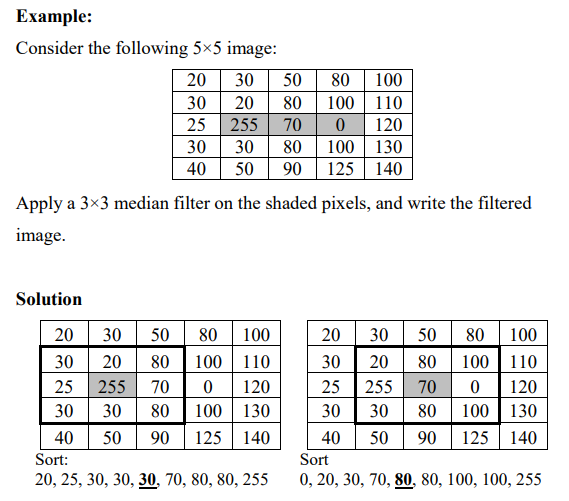 Example:
Consider the following 5×5 image:
20 30 50 80 100
30 20 80 100 110
25 255 70 0 120
30 30 80 100 130
40 50 90 125 140
Apply a 3×3 median filter on the shaded pixels, and write the filtered
image.
Solution
20 30 50 80 100
30 20 80 100 110
25 255 70 0 120
30 30 80 100 130
40 50 90 125 140
Sort:
20, 25, 30, 30, 30, 70, 80, 80, 255
20 30 50 80 100
30 20 80 100 110
25 255 70 0 120
30 30 80 100 130
40 50 90 125 140
Sort
0, 20, 30, 70, 80, 80, 100, 100, 255